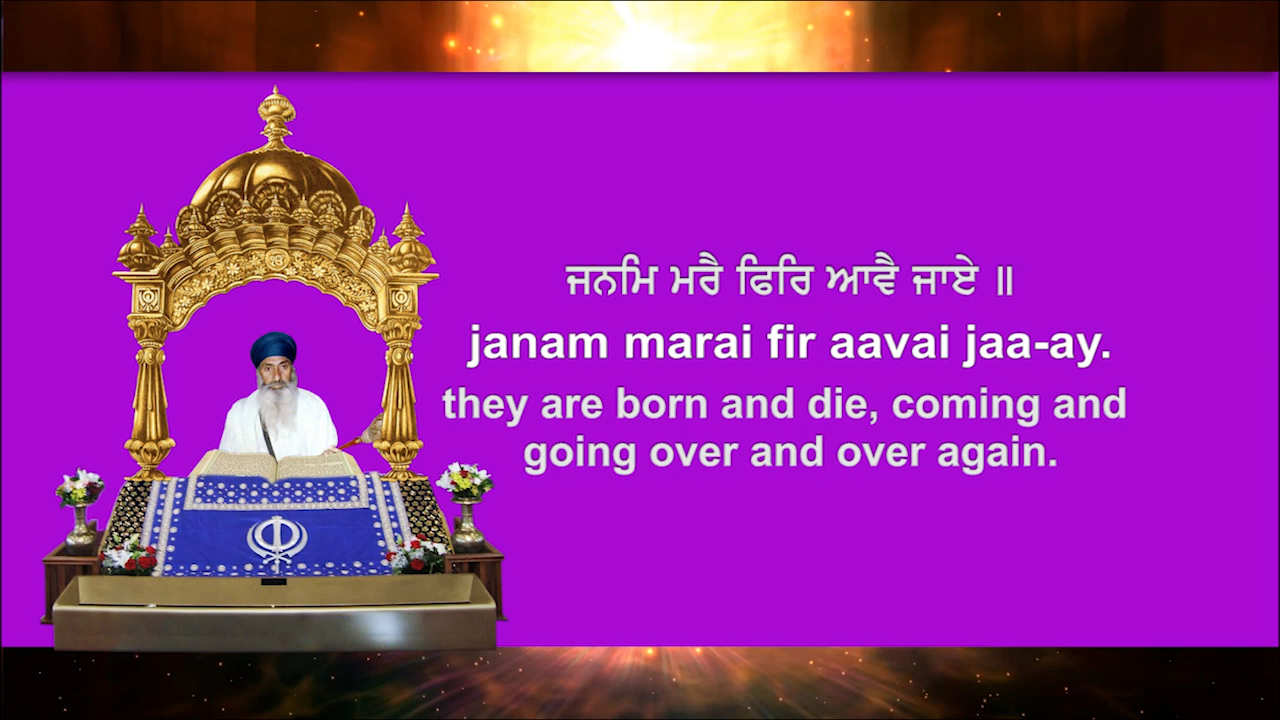 ਜਨਮਿ ਮਰੈ ਫਿਰਿ ਆਵੈ ਜਾਏ ॥
janam marai fir aavai jaa-ay.
they are born and die, coming and
going over and over again.